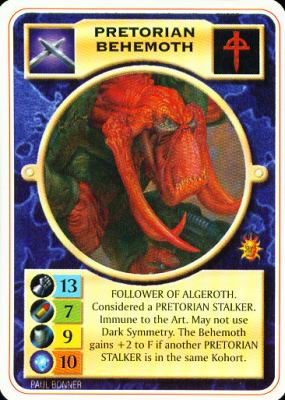 PRETORIAN
BEHEMOTH
13
7
9
10
FOLLOWER OF ALGEROTH.
Considered a PRETORIAN STALKER.
Immune to the Art. May not use
Dark Symmetry. The Behemoth
gains +2 to F if another PRETORIAN
STALKER is in the same Kohort.
PAUL BONNER